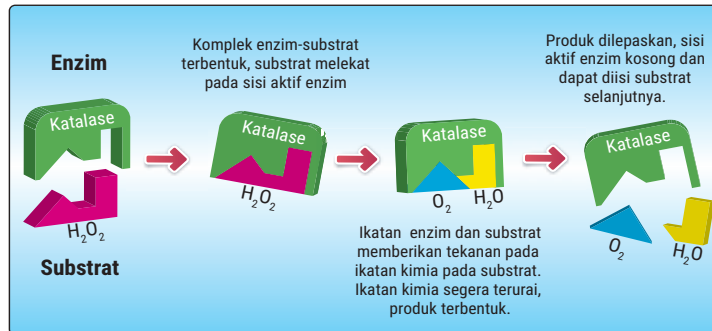 Enzim
Katalase
H₂O₂
Substrat
Komplek enzim-substrat
terbentuk, substrat melekat
pada sisi aktif enzim
Katalase
H₂O₂
Katalase
O₂ H₂O
Ikatan enzim dan substrat
memberikan tekanan pada
ikatan kimia pada substrat.
Ikatan kimia segera terurai,
produk terbentuk.
Produk dilepaskan, sisi
aktif enzim kosong dan
dapat diisi substrat
selanjutnya.
Katalase
O₂ H₂O